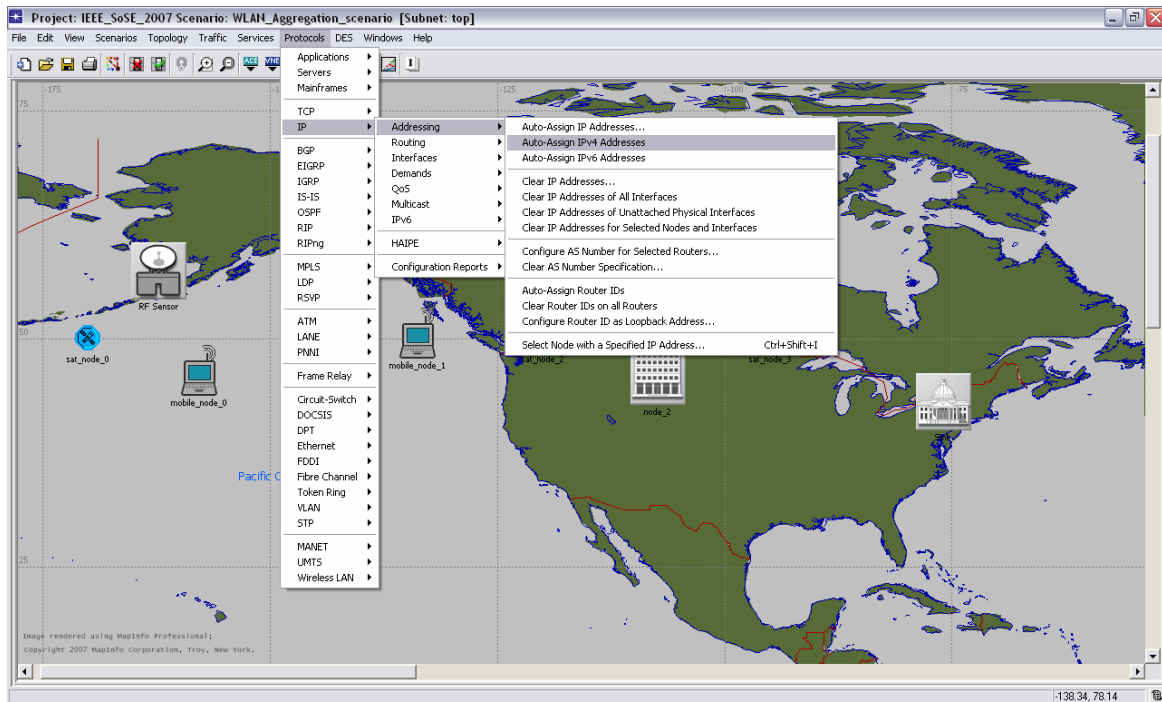 Project: IEEE_SoSE_2007 Scenario: WLAN_Aggregation_scenario [Subnet: top]
File Edit View Scenarios Topology Traffic Services Protocols DES Windows Help
ACE VNE
-175 -125 -100 -75
75
Applications
Servers
Mainframes
TCP
IP
BGP
EIGRP
IGRP
IS-IS
OSPF
RIP
RIPng
MPLS
LDP
RSVP
ATM
LANE
PNNI
Frame Relay
Circuit-Switch
DOCSIS
DPT
Ethernet
FDDI
Fibre Channel
Token Ring
VLAN
STP
MANET
UMTS
Wireless LAN
Addressing
Routing
Interfaces
Demands
QoS
Multicast
IPv6
HAIPE
Configuration Reports
Auto-Assign IP Addresses...
Auto-Assign IPv4 Addresses
Auto-Assign IPv6 Addresses
Clear IP Addresses...
Clear IP Addresses of All Interfaces
Clear IP Addresses of Unattached Physical Interfaces
Clear IP Addresses for Selected Nodes and Interfaces
Configure AS Number for Selected Routers...
Clear AS Number Specification...
Auto-Assign Router IDs
Clear Router IDs on all Routers
Configure Router ID as Loopback Address...
Select Node with a Specified IP Address... Ctrl+Shift+I
RF Sensor
50
sat_node_0
mobile_node_0
mobile_node_1
sat_node_2
sat_node_3
node_2
Pacific
25
Image rendered using MapInfo Professional;
Copyright 2007 MapInfo Corporation, Troy, New York.
-138.34, 78.14